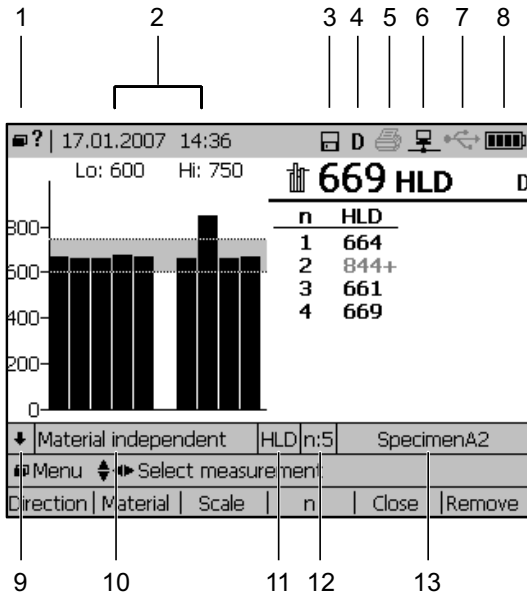 1 2 3 4 5 6 7 8
? 17.01.2007 14:36 D
Lo: 600 Hi: 750
669 HLD D
n HLD
1 664
2 844+
3 661
4 669
800
600
400
200
0
Material independent HLD n:5 SpecimenA2
Menu Select measurement
Direction Material Scale n Close Remove
9 10 11 12 13